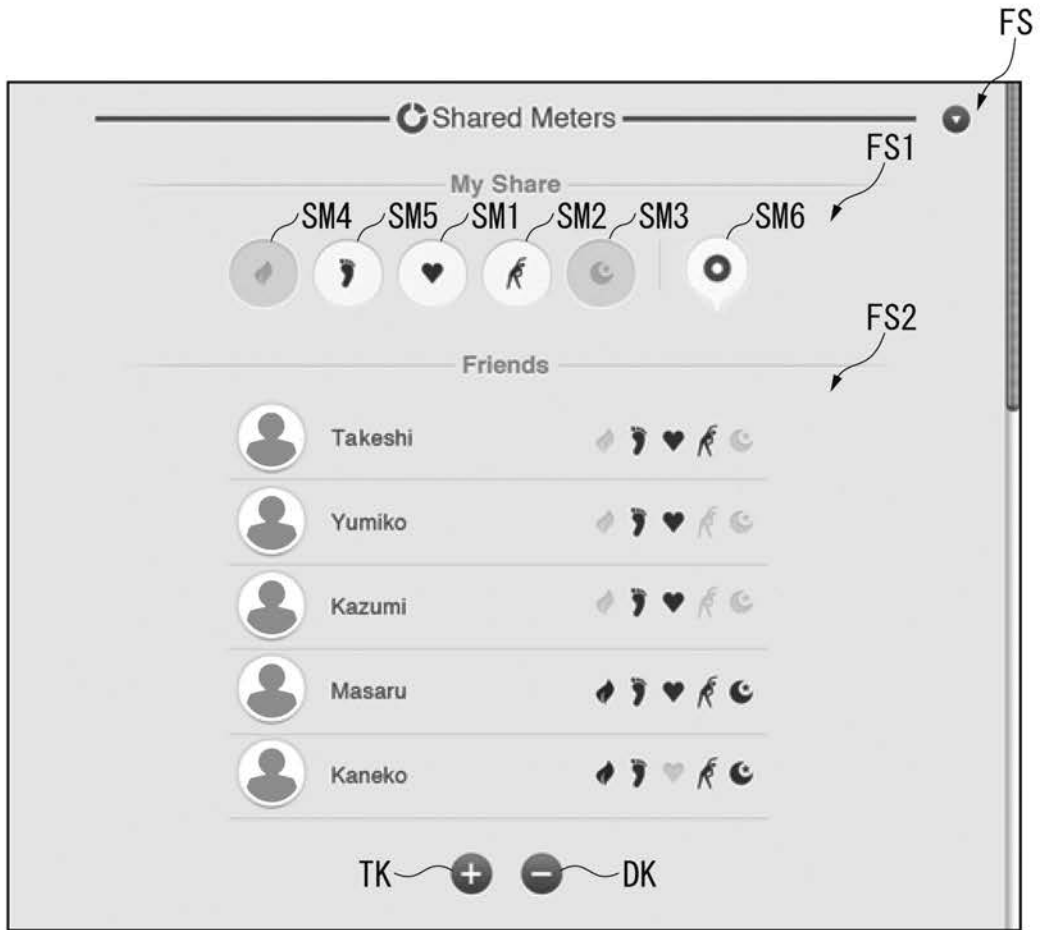 FS
Shared Meters
FS1
My Share
SM4 SM5 SM1 SM2 SM3 SM6
FS2
Friends
Takeshi
Yumiko
Kazumi
Masaru
Kaneko
TK DK